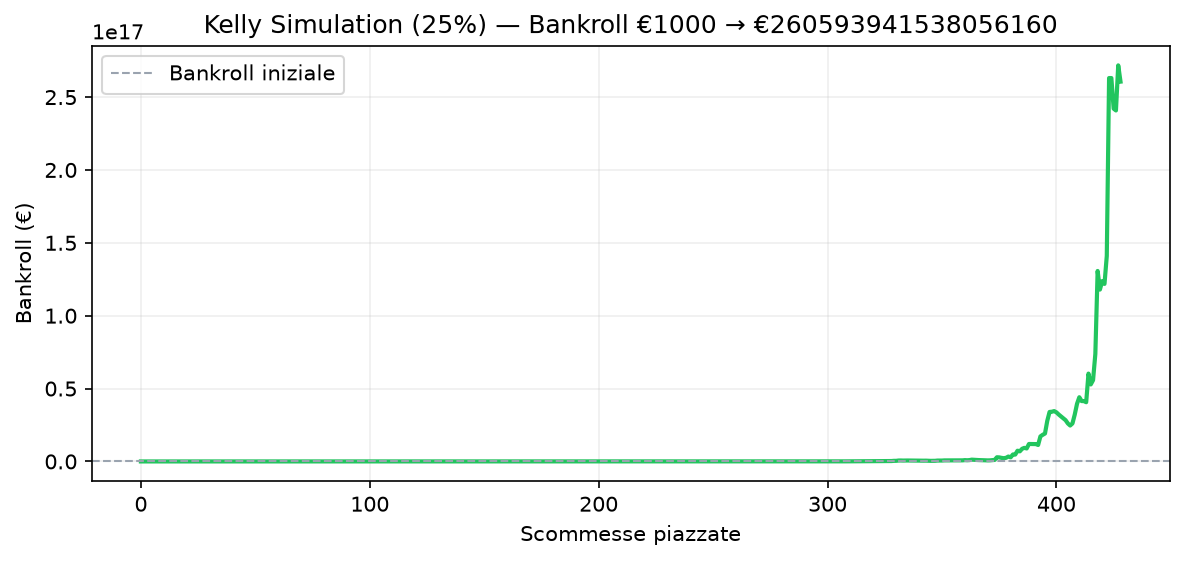 Kelly Simulation (25%) — Bankroll €1000 → €260593941538056160
1e17
Bankroll iniziale
2.5
2.0
1.5
1.0
0.5
0.0
Bankroll (€)
0 100 200 300 400
Scommesse piazzate